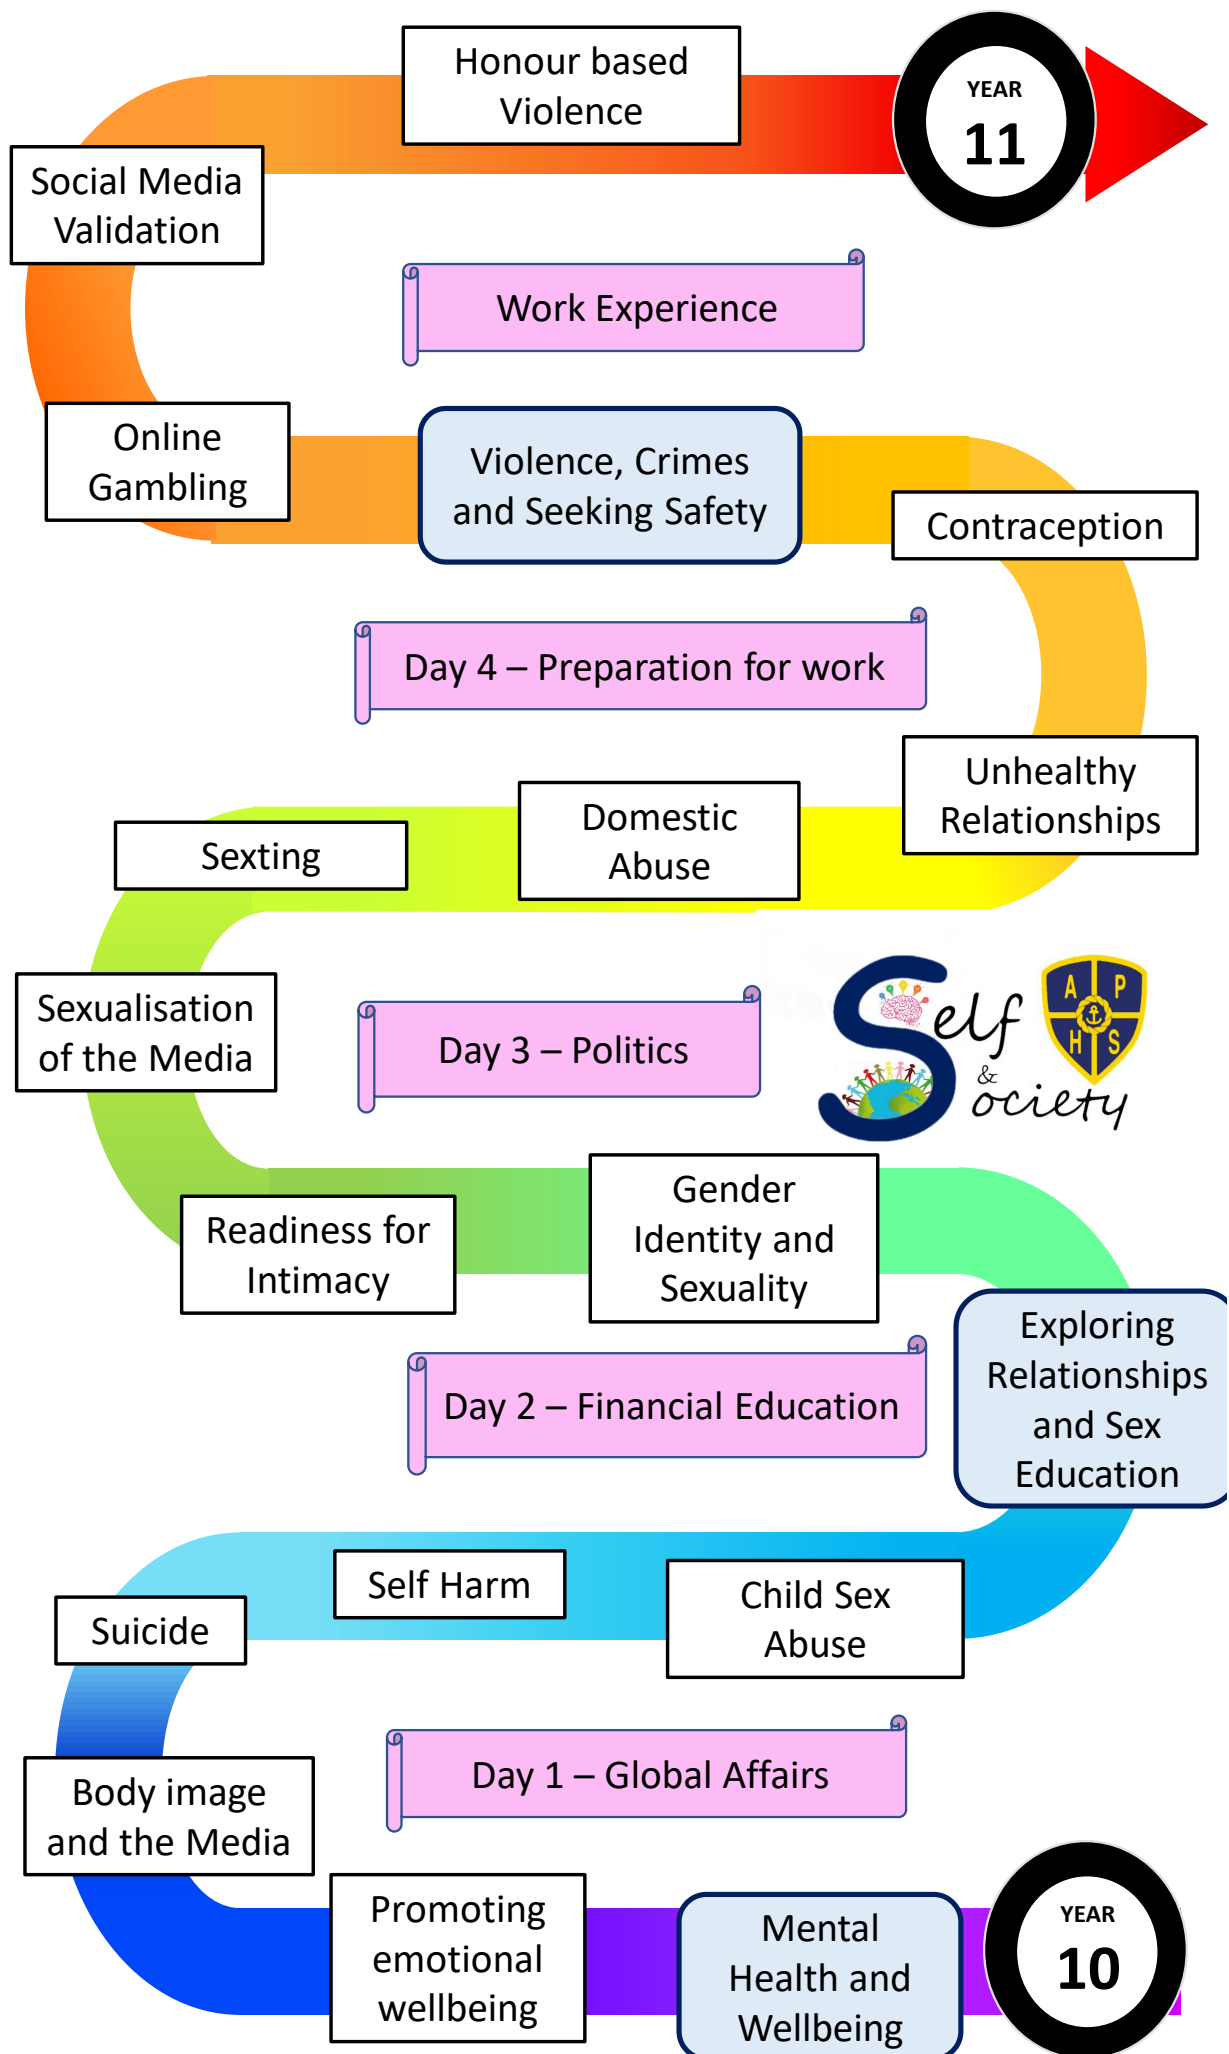 Honour based
Violence
YEAR
11
Social Media
Validation
Work Experience
Online
Gambling
Violence, Crimes
and Seeking Safety
Contraception
Day 4 – Preparation for work
Unhealthy
Relationships
Domestic
Abuse
Sexting
Sexualisation
of the Media
Day 3 – Politics
Self
&
Society
A P
H S
Readiness for
Intimacy
Gender
Identity and
Sexuality
Exploring
Relationships
and Sex
Education
Day 2 – Financial Education
Self Harm
Child Sex
Abuse
Suicide
Day 1 – Global Affairs
Body image
and the Media
Promoting
emotional
wellbeing
Mental
Health and
Wellbeing
YEAR
10